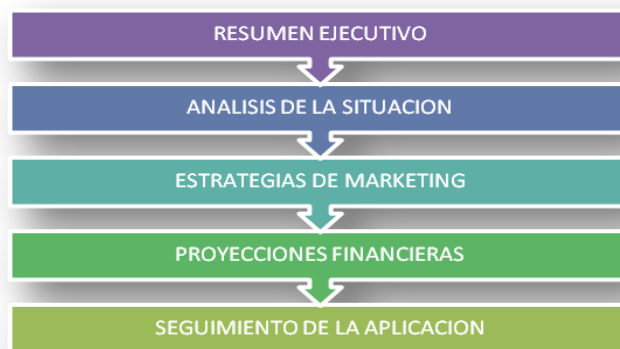 RESUMEN EJECUTIVO
ANALISIS DE LA SITUACION
ESTRATEGIAS DE MARKETING
PROYECCIONES FINANCIERAS
SEGUIMIENTO DE LA APLICACION